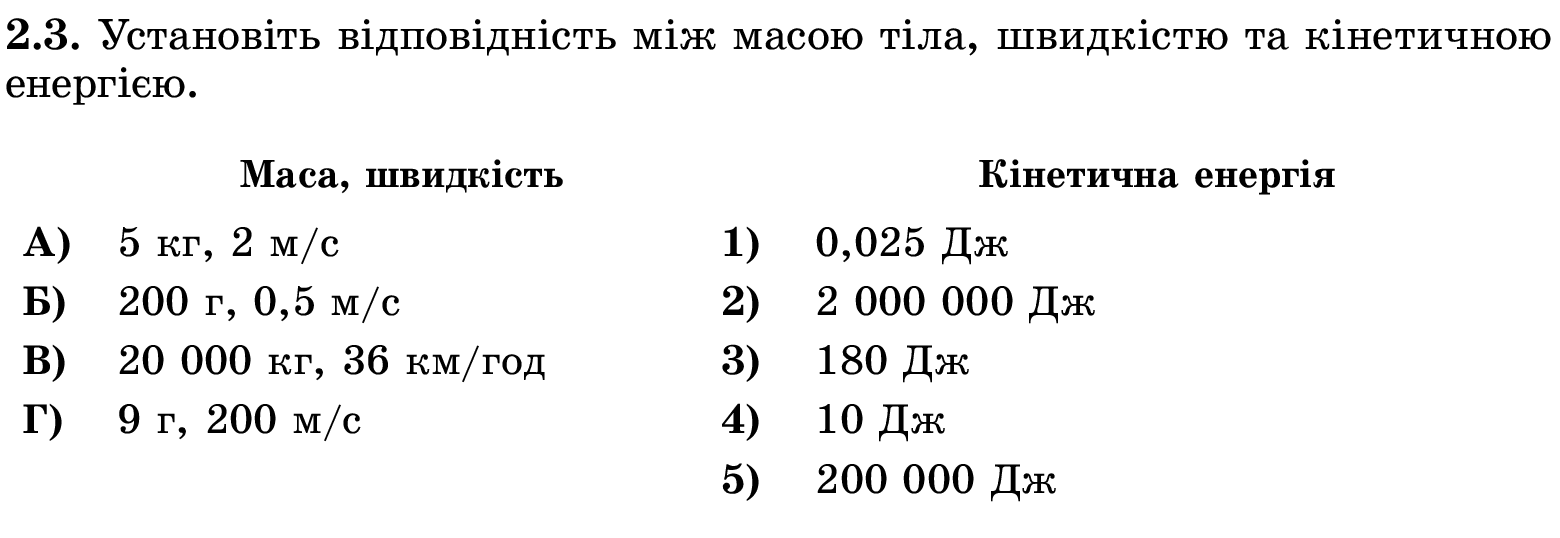 2.3. Установіть відповідність між масою тіла, швидкістю та кінетичною
енергією.
Маса, швидкість Кінетична енергія
А) 5 кг, 2 м/с 1) 0,025 Дж
Б) 200 г, 0,5 м/с 2) 2 000 000 Дж
В) 20 000 кг, 36 км/год 3) 180 Дж
Г) 9 г, 200 м/с 4) 10 Дж
5) 200 000 Дж